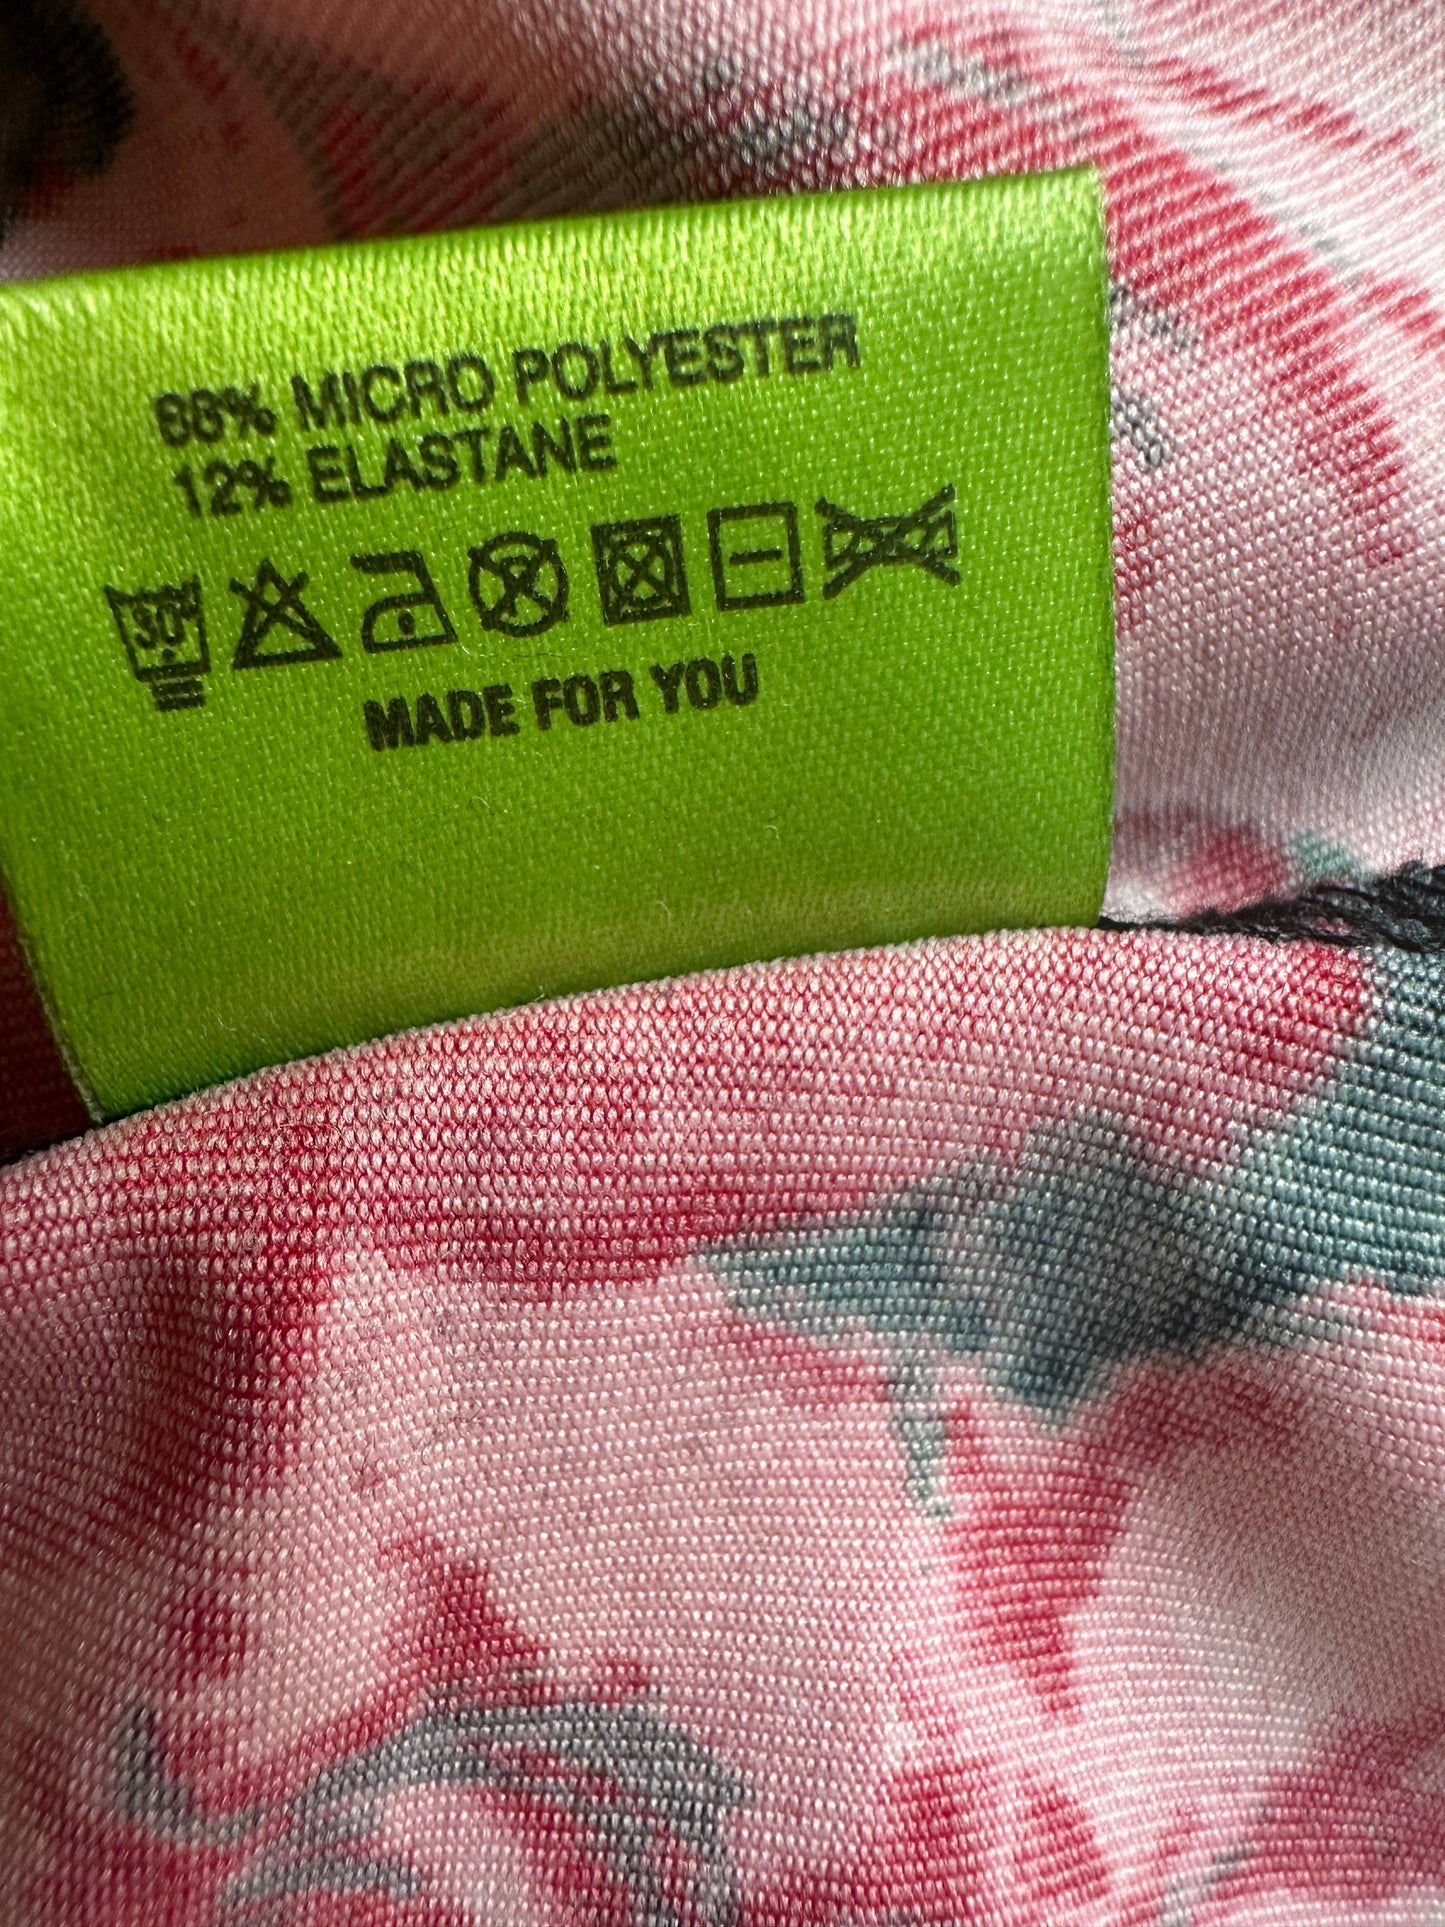 88% MICRO POLYESTER
12% ELASTANE
30°
MADE FOR YOU